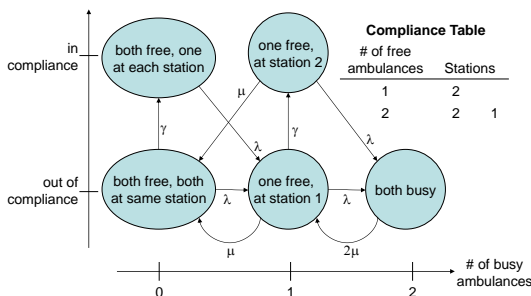 in
compliance
out of
compliance
both free, one
at each station
one free,
at station 2
both free, both
at same station
one free,
at station 1
both busy
μ
λ
λ
γ
γ
λ
λ
μ
2μ
Compliance Table
# of free
ambulances Stations
1 2
2 2 1
0 1 2
# of busy
ambulances